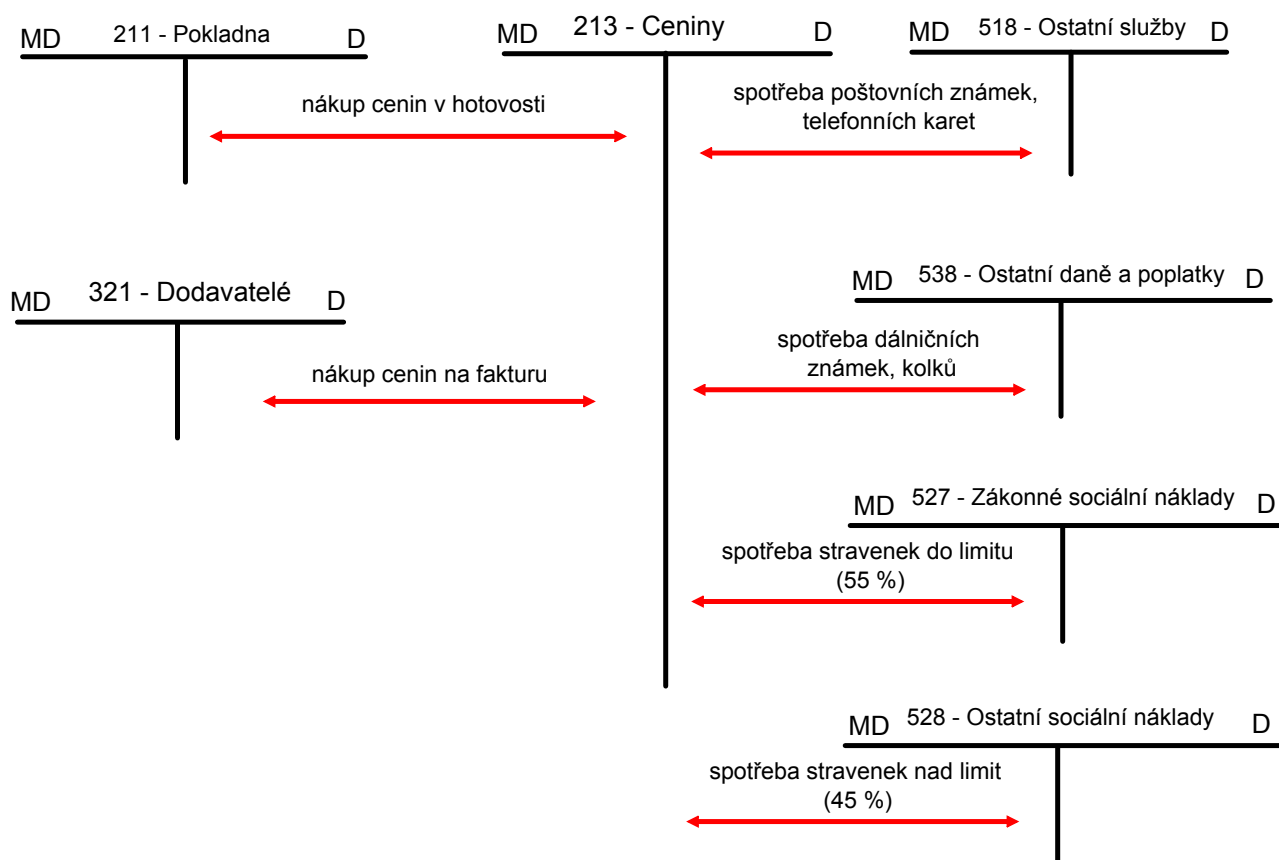 MD 211 - Pokladna D
MD 213 - Ceniny D
MD 518 - Ostatní služby D
nákup cenin v hotovosti
spotřeba poštovních známek,
telefonních karet
MD 321 - Dodavatelé D
MD 538 - Ostatní daně a poplatky D
nákup cenin na fakturu
spotřeba dálničních
známek, kolků
MD 527 - Zákonné sociální náklady D
spotřeba stravenek do limitu
(55 %)
MD 528 - Ostatní sociální náklady D
spotřeba stravenek nad limit
(45 %)